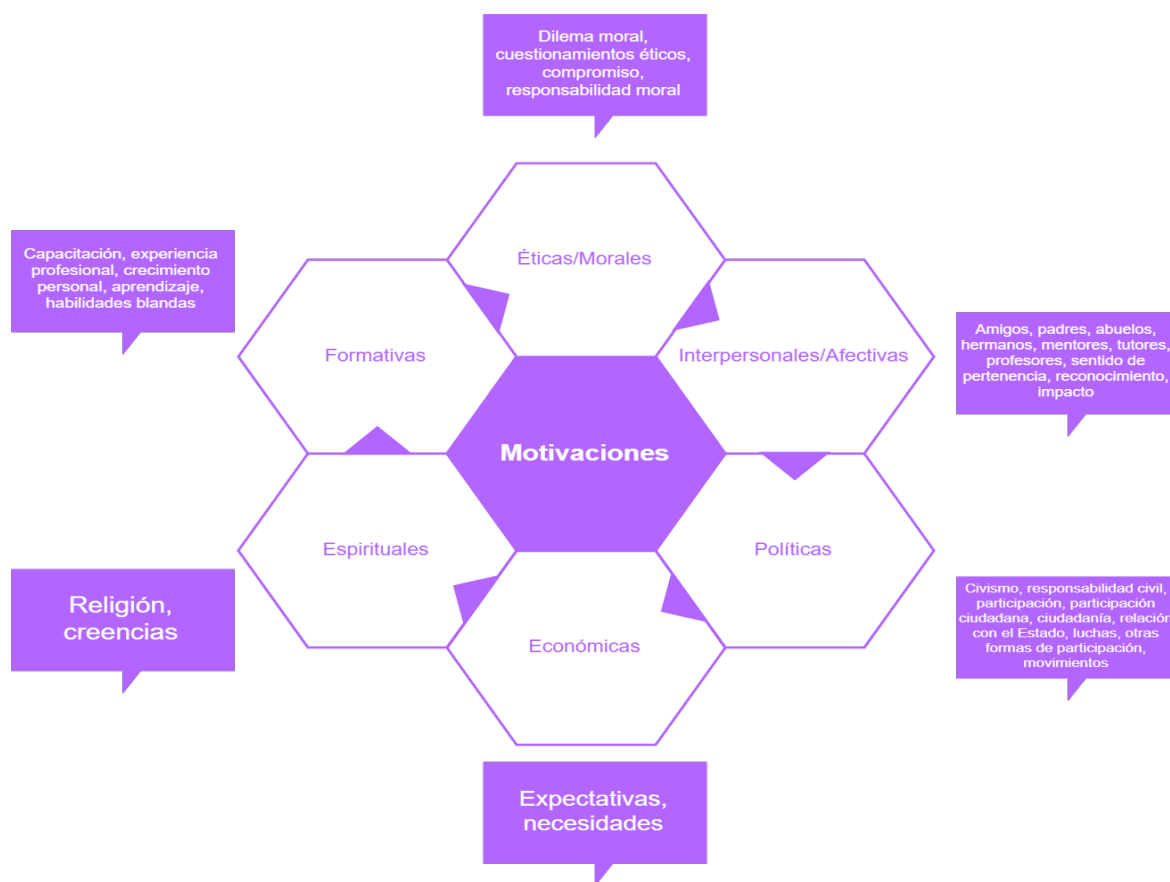 Dilema moral,
cuestionamientos éticos,
compromiso,
responsabilidad moral
Éticas/Morales
Capacitación, experiencia
profesional, crecimiento
personal, aprendizaje,
habilidades blandas
Formativas
Interpersonales/Afectivas
Amigos, padres, abuelos,
hermanos, mentores, tutores,
profesores, sentido de
pertenencia, reconocimiento,
impacto
Motivaciones
Espirituales
Políticas
Religión,
creencias
Económicas
Civismo, responsabilidad civil,
participación, participación
ciudadana, ciudadanía, relación
con el Estado, luchas, otras
formas de participación,
movimientos
Expectativas,
necesidades